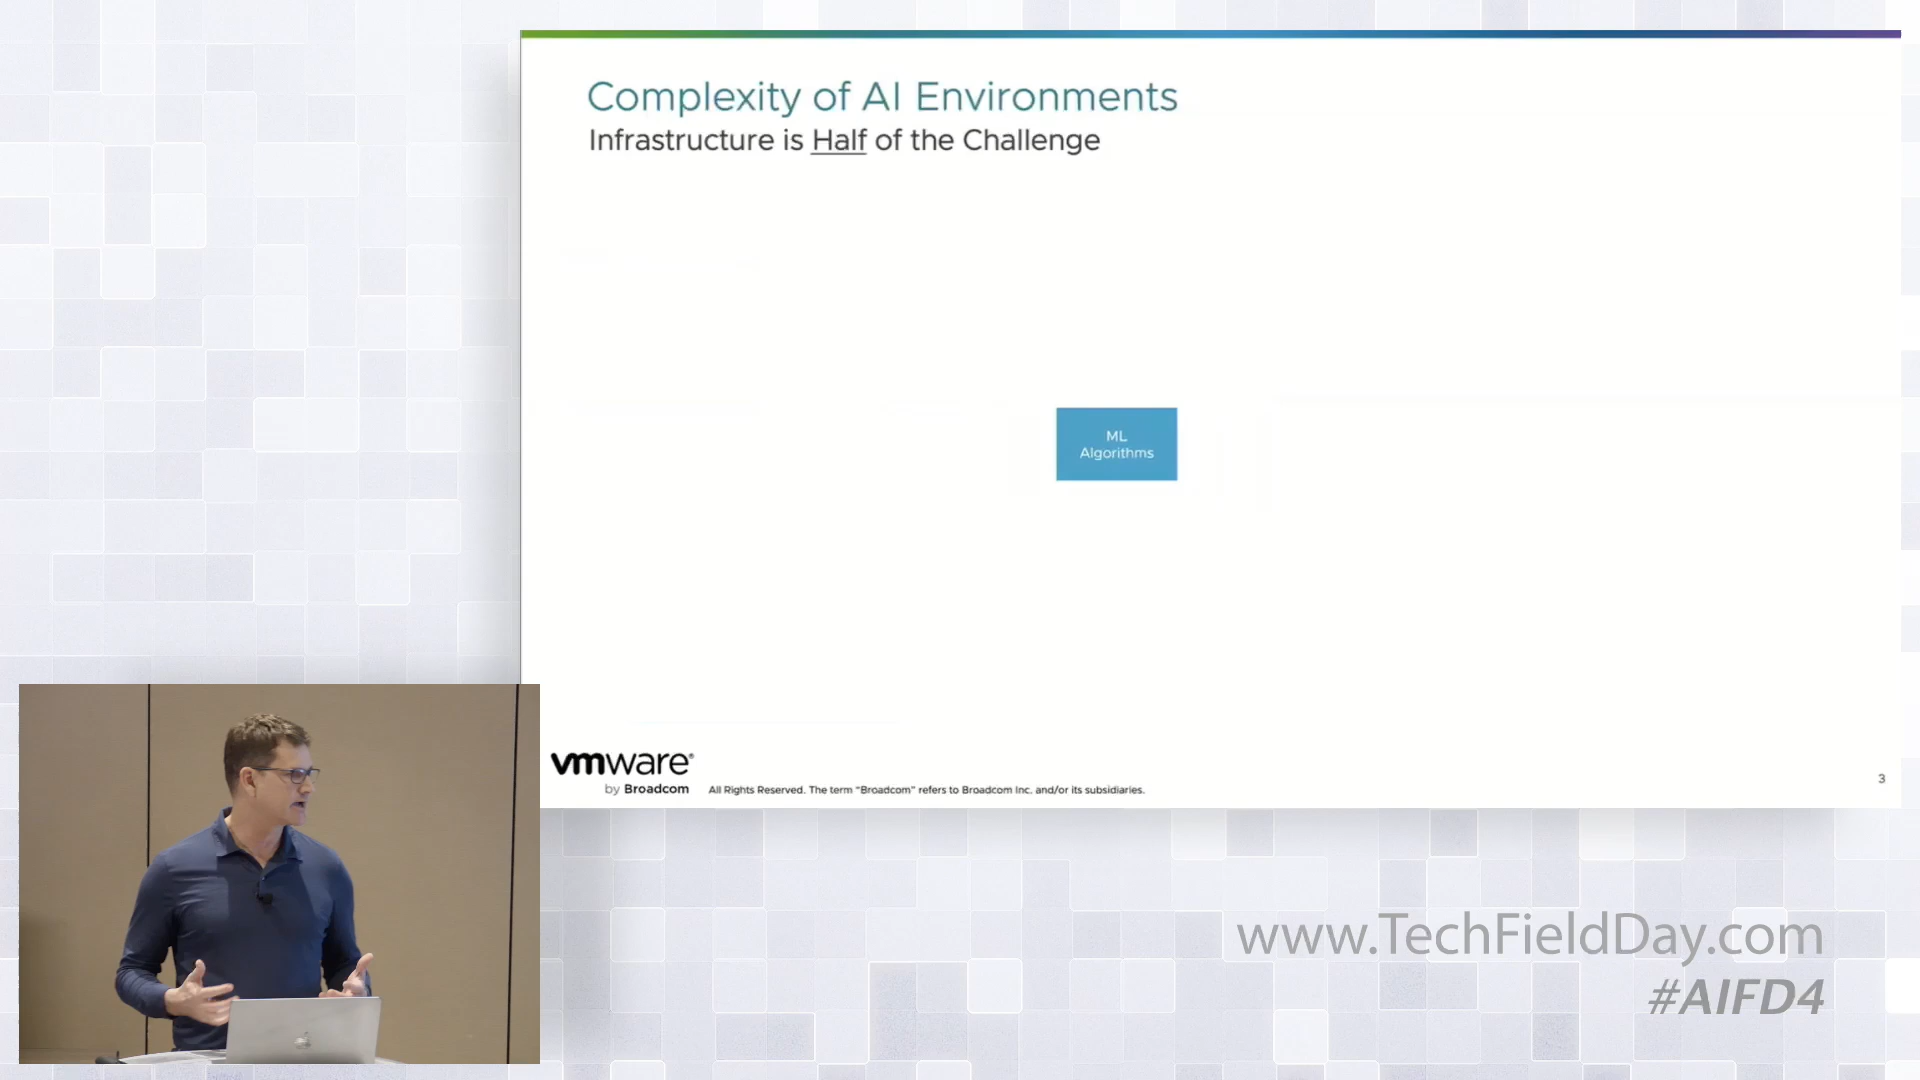 Complexity of AI Environments
Infrastructure is Half of the Challenge
ML
Algorithms
vmware®
by Broadcom
All Rights Reserved. The term “Broadcom” refers to Broadcom Inc. and/or its subsidiaries.
3
www.TechFieldDay.com
#AIFD4